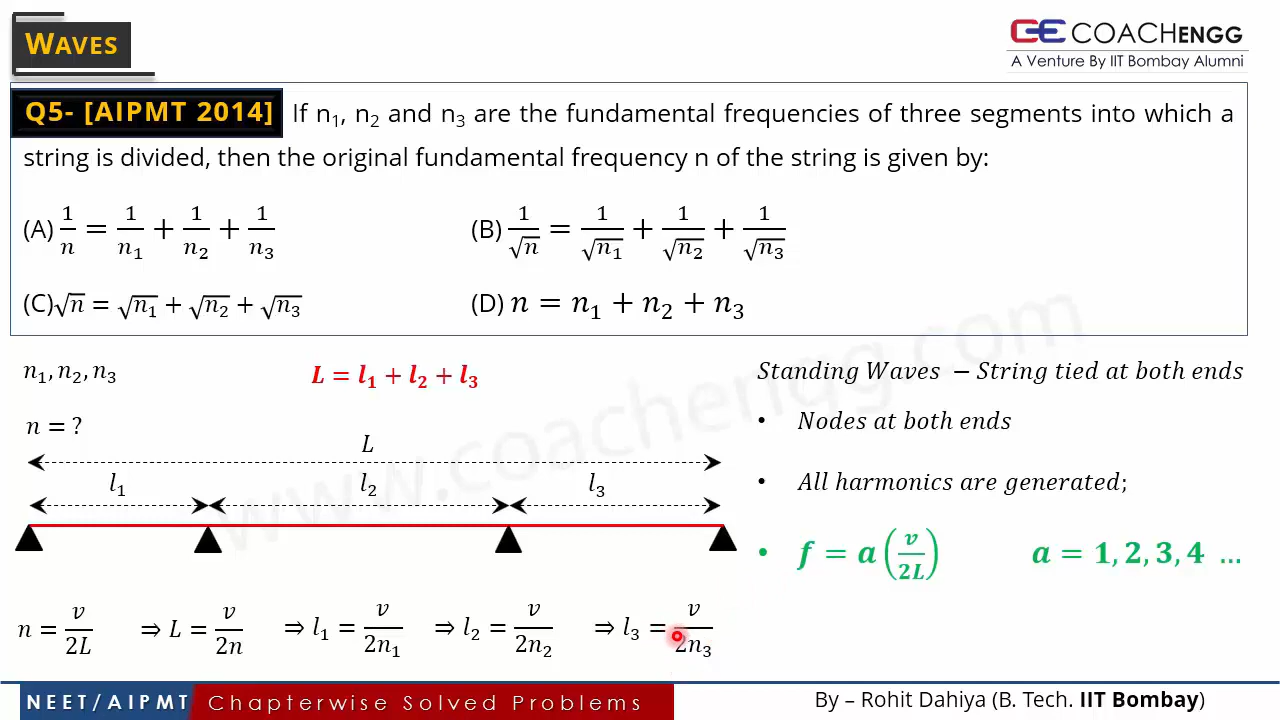 WAVES
CE COACHENGG
A Venture By IIT Bombay Alumni
Q5- [AIPMT 2014] If n₁, n₂ and n₃ are the fundamental frequencies of three segments into which a
string is divided, then the original fundamental frequency n of the string is given by:
(A) 1/n = 1/n₁ + 1/n₂ + 1/n₃ (B) 1/√n = 1/√n₁ + 1/√n₂ + 1/√n₃
(C) √n = √n₁ + √n₂ + √n₃ (D) n = n₁ + n₂ + n₃
n₁, n₂, n₃
L = l₁ + l₂ + l₃
n = ?
L
l₁ l₂ l₃
Standing Waves − String tied at both ends
• Nodes at both ends
• All harmonics are generated;
• f = a (v/2L) a = 1, 2, 3, 4 …
n = v/2L ⇒ L = v/2n ⇒ l₁ = v/2n₁ ⇒ l₂ = v/2n₂ ⇒ l₃ = v/2n₃
www.coachengg.com
NEET/AIPMT Chapterwise Solved Problems
By – Rohit Dahiya (B. Tech. IIT Bombay)